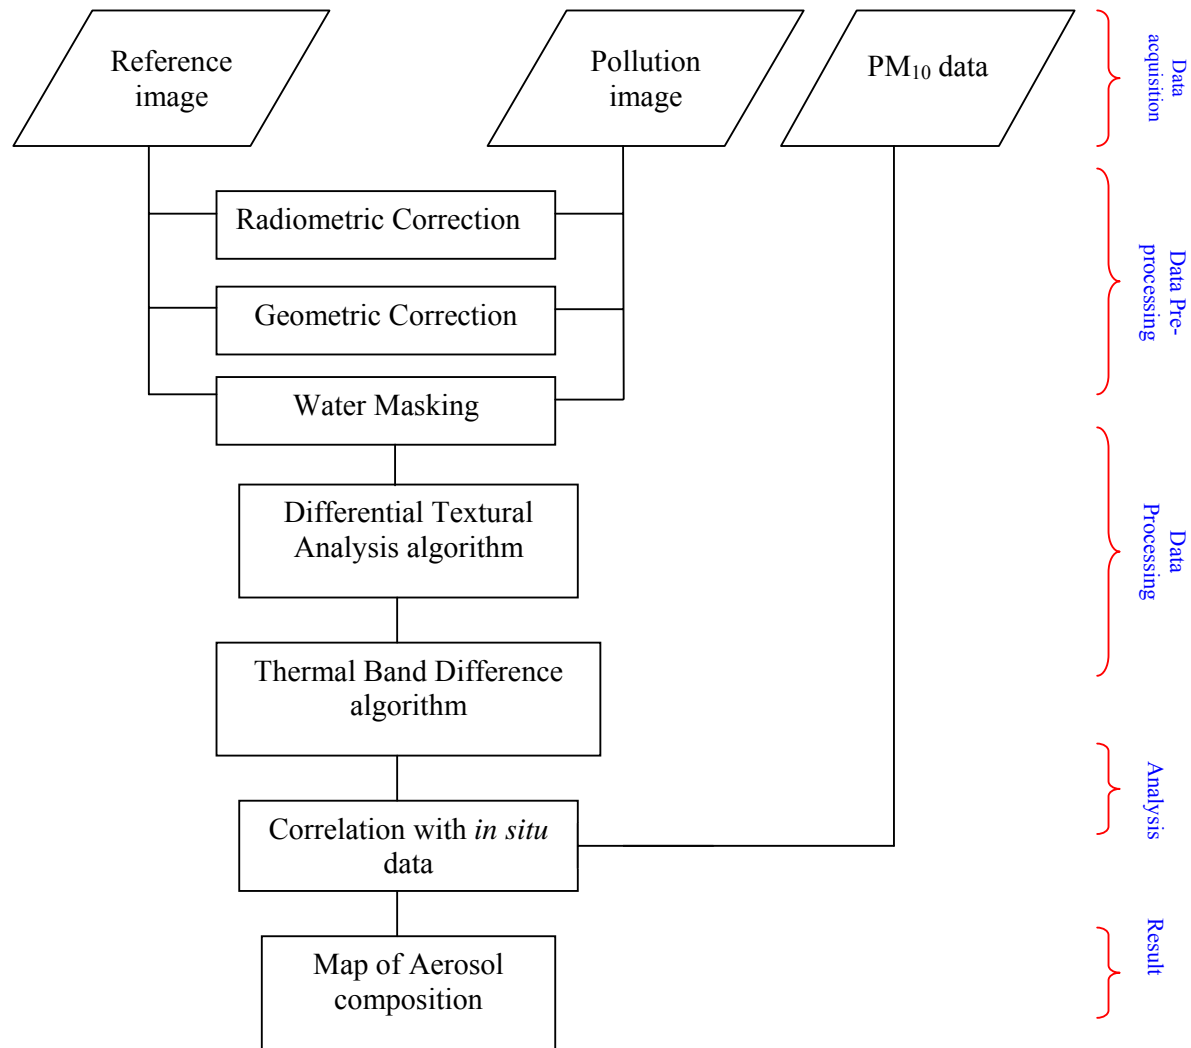 Reference
image
Pollution
image
PM₁₀ data
Data
acquisition
Radiometric Correction
Geometric Correction
Water Masking
Data Pre-
processing
Differential Textural
Analysis algorithm
Thermal Band Difference
algorithm
Data
Processing
Correlation with in situ
data
Analysis
Map of Aerosol
composition
Result